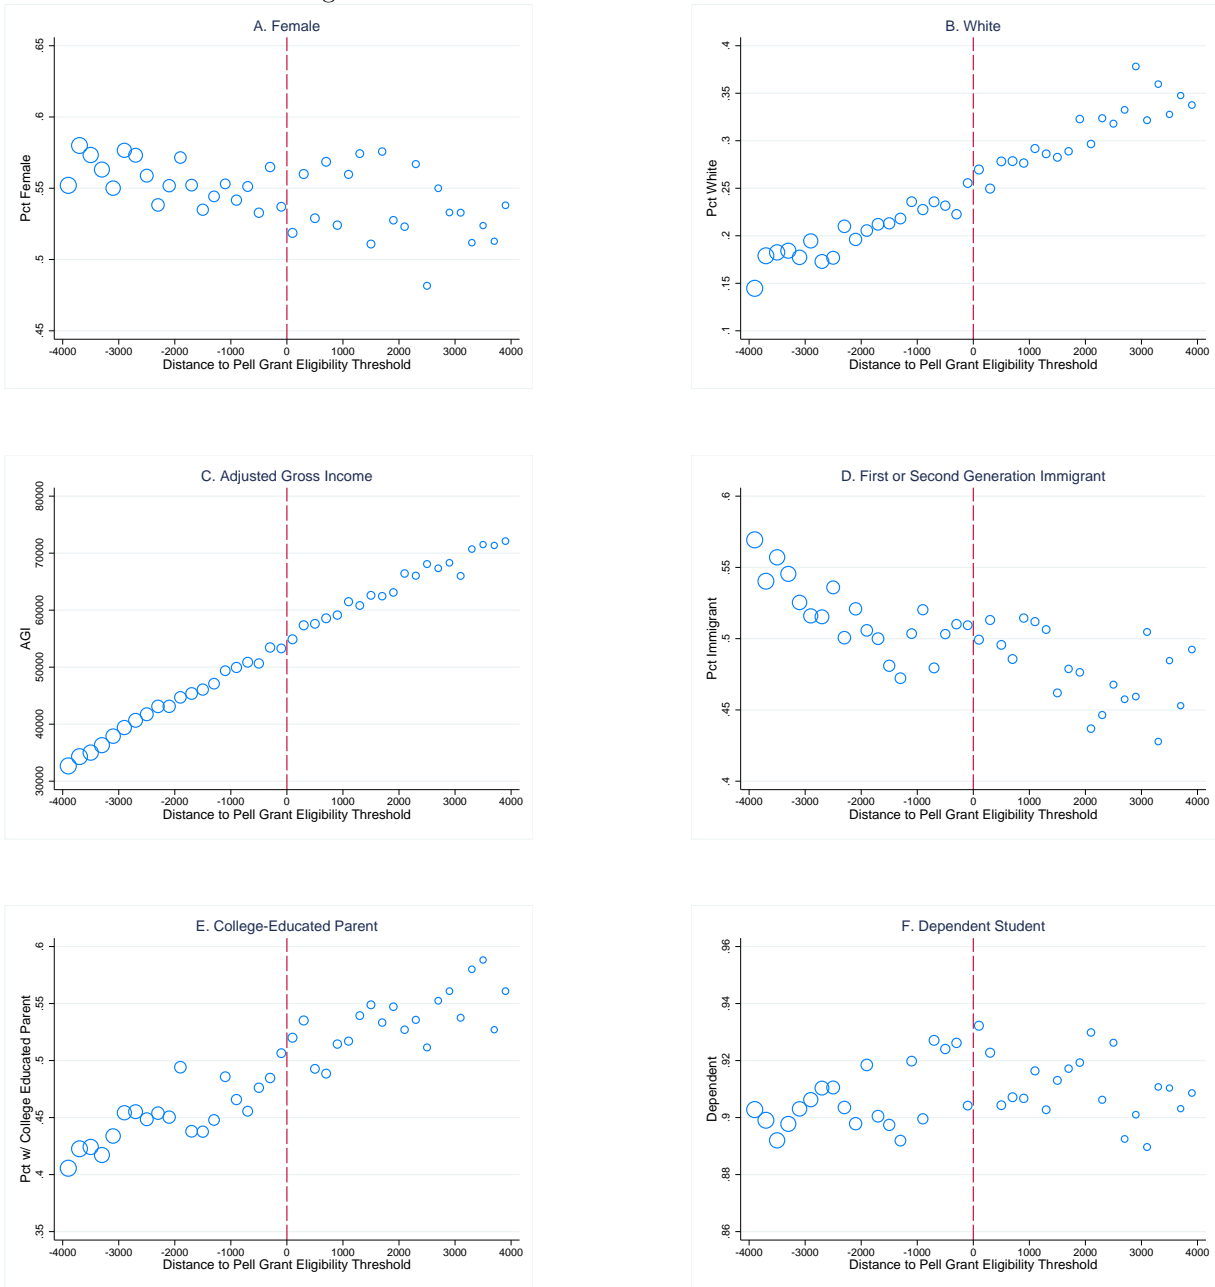 A. Female
Pct Female
.65
.6
.55
.5
.45
-4000 -3000 -2000 -1000 0 1000 2000 3000 4000
Distance to Pell Grant Eligibility Threshold
B. White
Pct White
.4
.35
.3
.25
.2
.15
.1
-4000 -3000 -2000 -1000 0 1000 2000 3000 4000
Distance to Pell Grant Eligibility Threshold
C. Adjusted Gross Income
AGI
80000
70000
60000
50000
40000
30000
-4000 -3000 -2000 -1000 0 1000 2000 3000 4000
Distance to Pell Grant Eligibility Threshold
D. First or Second Generation Immigrant
Pct Immigrant
.6
.55
.5
.45
.4
-4000 -3000 -2000 -1000 0 1000 2000 3000 4000
Distance to Pell Grant Eligibility Threshold
E. College-Educated Parent
Pct w/ College Educated Parent
.6
.55
.5
.45
.4
.35
-4000 -3000 -2000 -1000 0 1000 2000 3000 4000
Distance to Pell Grant Eligibility Threshold
F. Dependent Student
Dependent
.96
.94
.92
.9
.88
.86
-4000 -3000 -2000 -1000 0 1000 2000 3000 4000
Distance to Pell Grant Eligibility Threshold